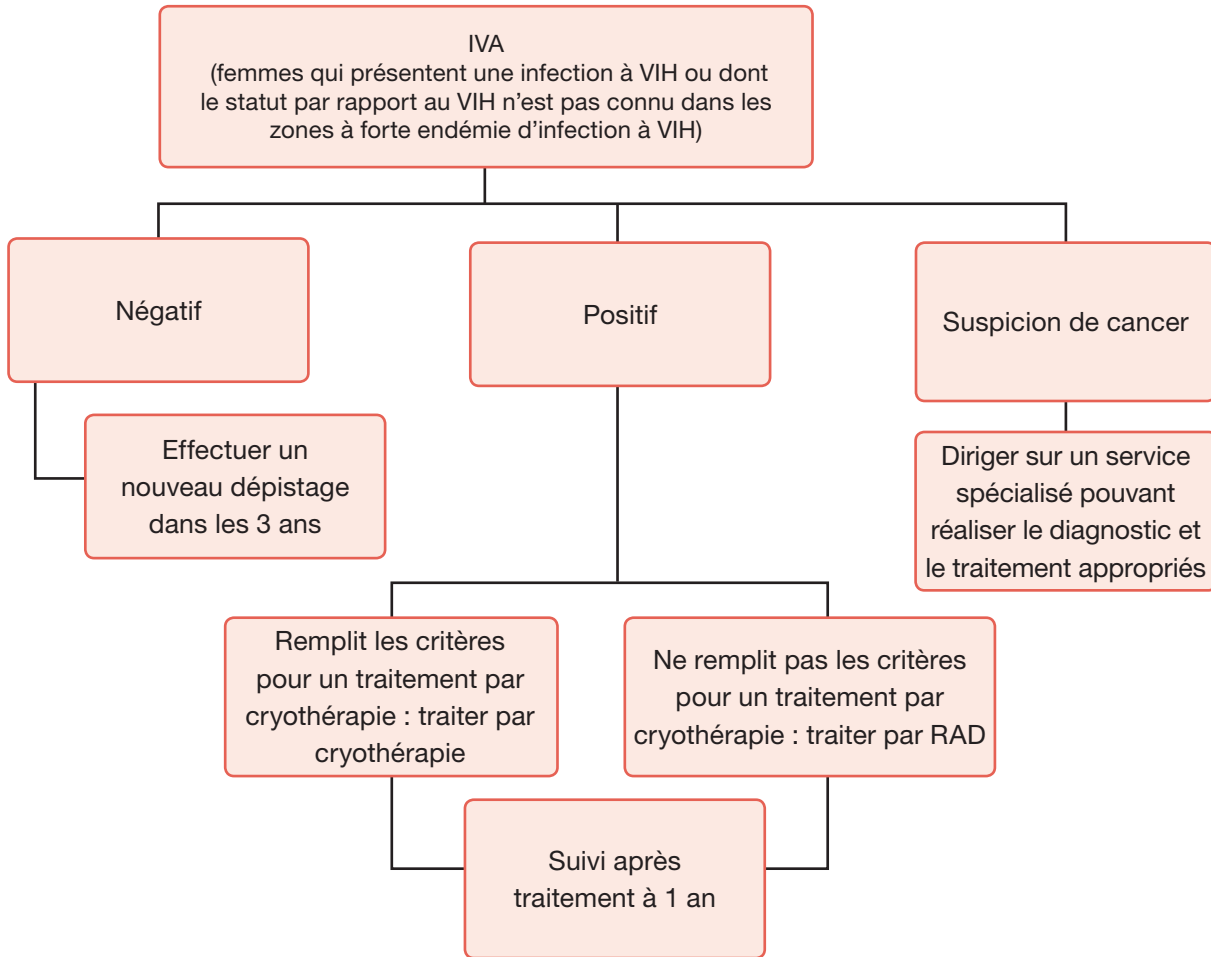 IVA
(femmes qui présentent une infection à VIH ou dont
le statut par rapport au VIH n’est pas connu dans les
zones à forte endémie d’infection à VIH)
Négatif
Positif
Suspicion de cancer
Effectuer un
nouveau dépistage
dans les 3 ans
Diriger sur un service
spécialisé pouvant
réaliser le diagnostic et
le traitement appropriés
Remplit les critères
pour un traitement par
cryothérapie : traiter par
cryothérapie
Ne remplit pas les critères
pour un traitement par
cryothérapie : traiter par RAD
Suivi après
traitement à 1 an